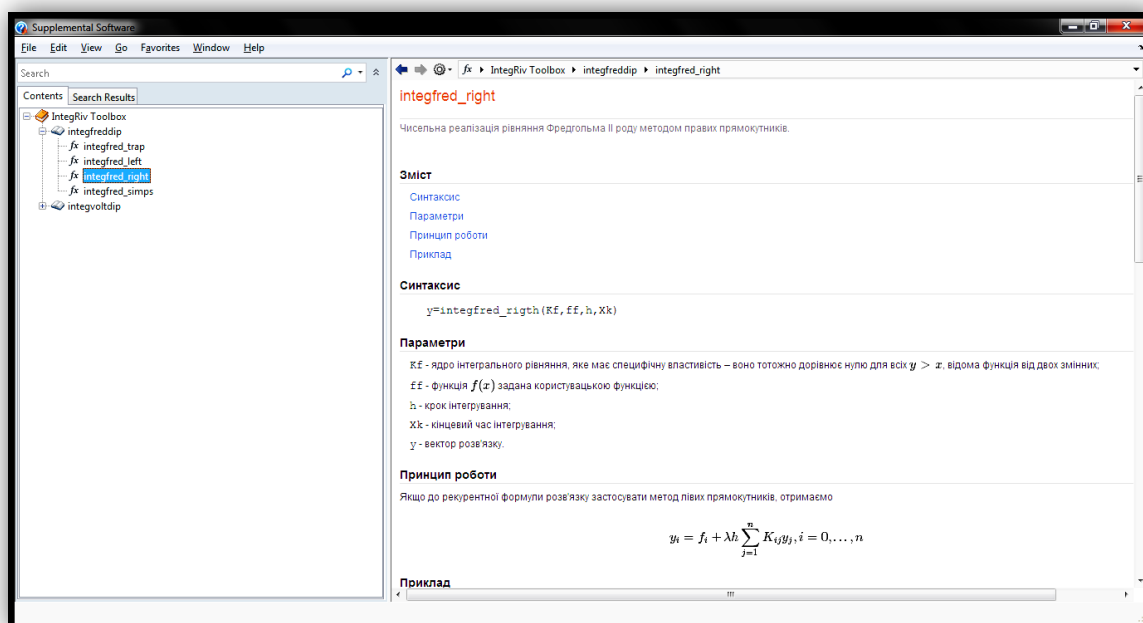 Supplemental Software
File Edit View Go Favorites Window Help
Search
Contents Search Results
IntegRiv Toolbox
integfreddip
fx integfred_trap
fx integfred_left
fx integfred_right
fx integfred_simps
integvoltdip
fx ▸ IntegRiv Toolbox ▸ integfreddip ▸ integfred_right
integfred_right
Чисельна реалізація рівняння Фредгольма II роду методом правих прямокутників.
Зміст
Синтаксис
Параметри
Принцип роботи
Приклад
Синтаксис
y=integfred_rigth(Kf,ff,h,Xk)
Параметри
Kf - ядро інтегрального рівняння, яке має специфічну властивість – воно тотожно дорівнює нулю для всіх y > x, відома функція від двох змінних;
ff - функція f(x) задана користувацькою функцією;
h - крок інтегрування;
Xk - кінцевий час інтегрування;
y - вектор розв'язку.
Принцип роботи
Якщо до рекурентної формули розв'язку застосувати метод лівих прямокутників, отримаємо
y_i = f_i + λh ∑_{j=1}^{n} K_{ij}y_j, i = 0, . . . , n
Приклад